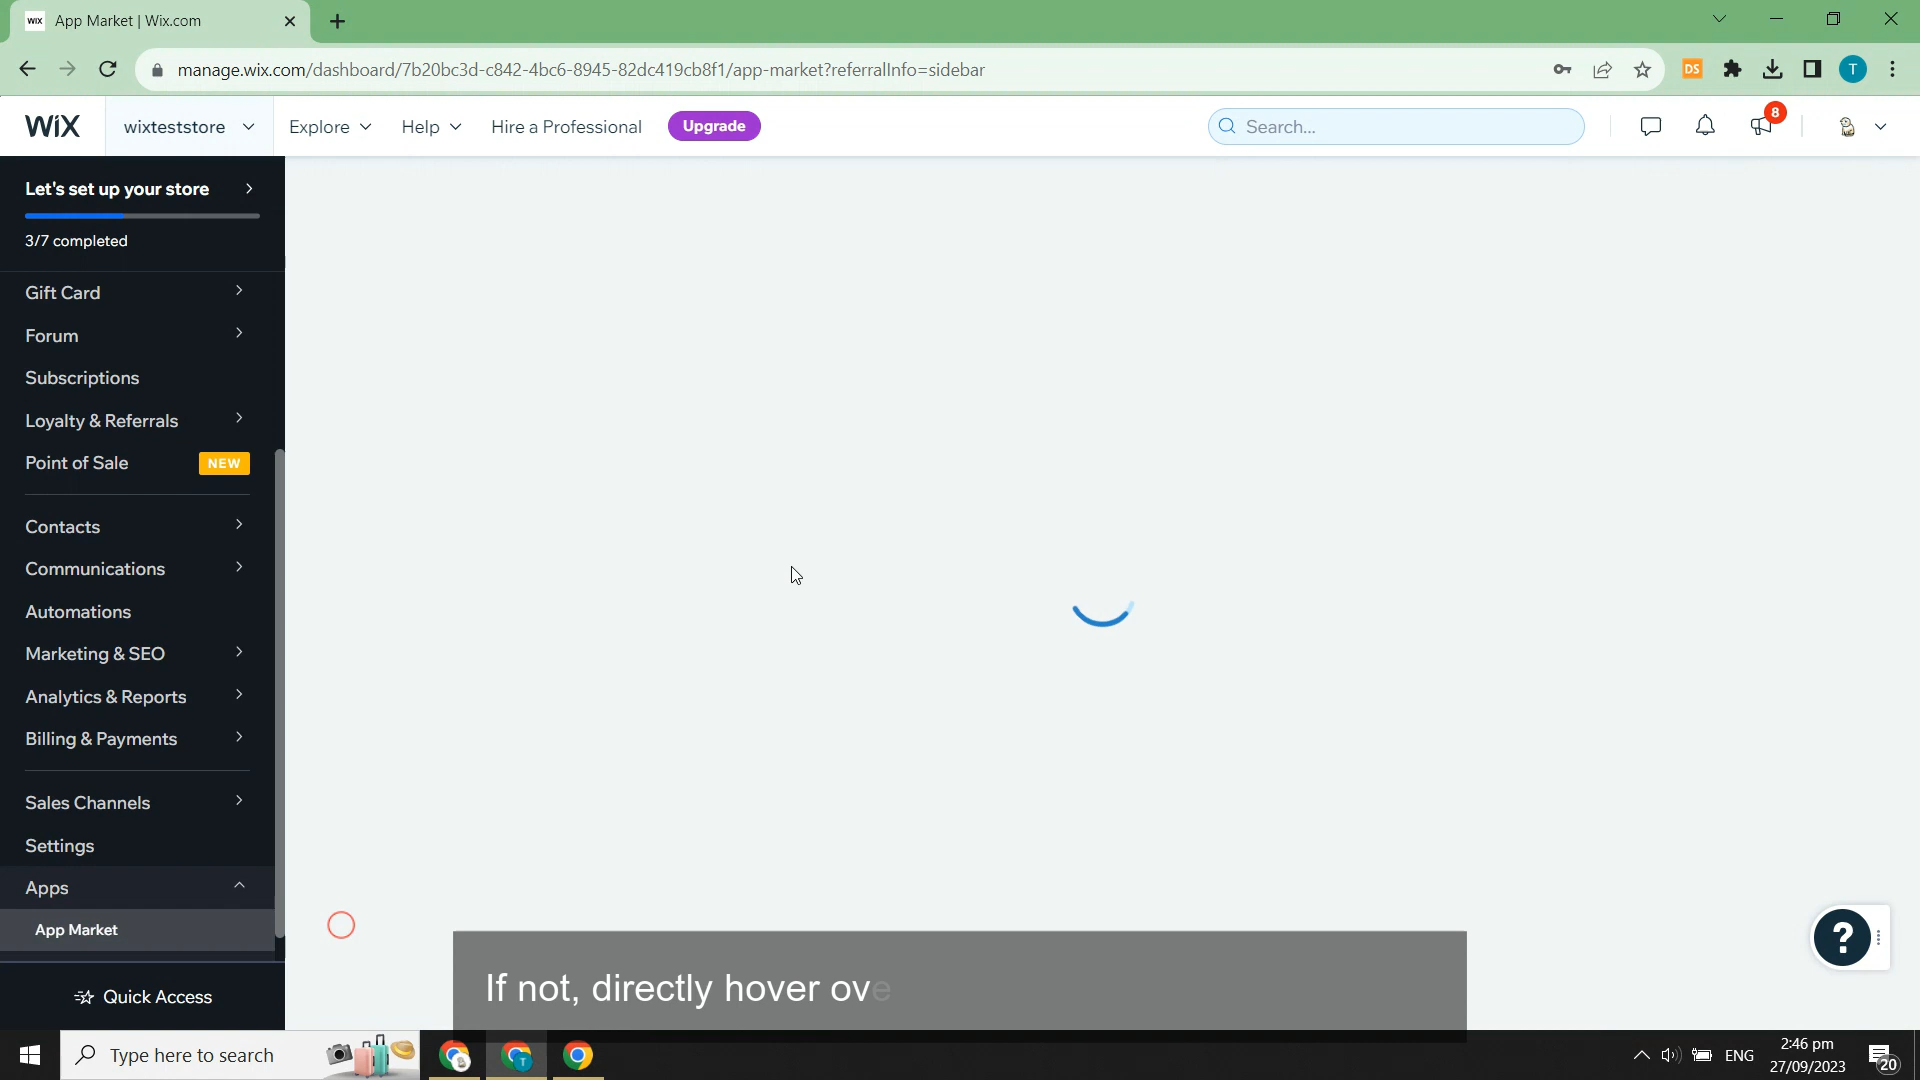 WIX App Market | Wix.com
manage.wix.com/dashboard/7b20bc3d-c842-4bc6-8945-82dc419cb8f1/app-market?referralInfo=sidebar
DS
T
WIX
wixteststore
Explore
Help
Hire a Professional
Upgrade
Search...
8
Let's set up your store
3/7 completed
Gift Card
Forum
Subscriptions
Loyalty & Referrals
Point of Sale NEW
Contacts
Communications
Automations
Marketing & SEO
Analytics & Reports
Billing & Payments
Sales Channels
Settings
Apps
App Market
Quick Access
?
If not, directly hover ove
Type here to search
T
ENG
2:46 pm
27/09/2023
20